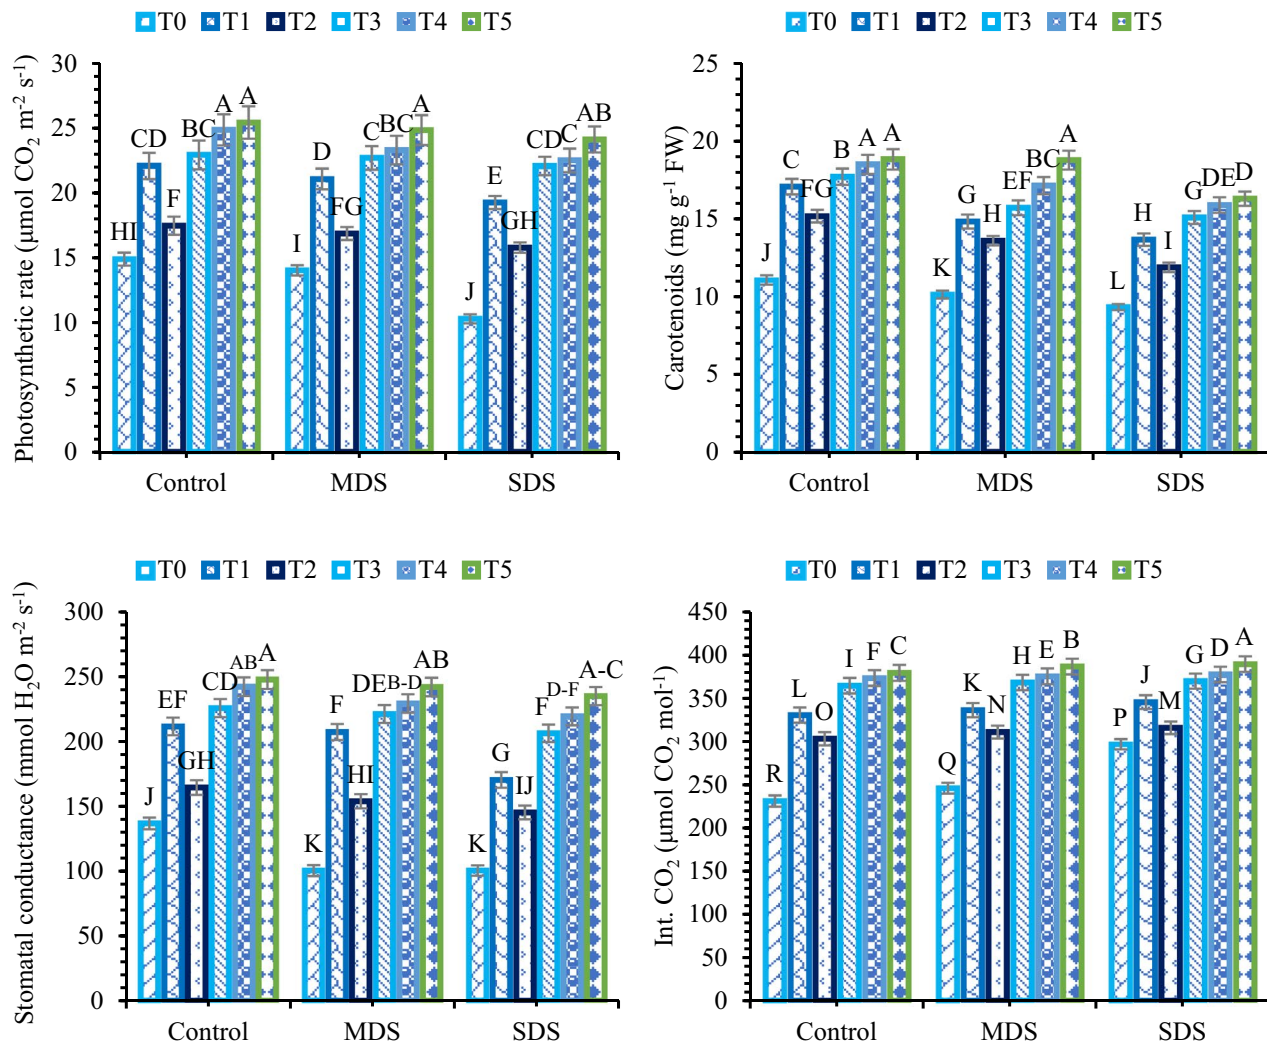 T0 T1 T2 T3 T4 T5
Photosynthetic rate (µmol CO₂ m⁻² s⁻¹)
30
25
20
15
10
5
0
HI CD F BC A A
I D FG C BC A
J E GH CD C AB
Control MDS SDS
T0 T1 T2 T3 T4 T5
Carotenoids (mg g⁻¹ FW)
25
20
15
10
5
0
J C FG B A A
K G H EF BC A
L H I G DE D
Control MDS SDS
T0 T1 T2 T3 T4 T5
Stomatal conductance (mmol H₂O m⁻² s⁻¹)
300
250
200
150
100
50
0
J EF GH CD AB A
K F HI DE B-D AB
K G IJ F D-F A-C
Control MDS SDS
T0 T1 T2 T3 T4 T5
Int. CO₂ (µmol CO₂ mol⁻¹)
450
400
350
300
250
200
150
100
50
0
R L O I F C
Q K N H E B
P J M G D A
Control MDS SDS